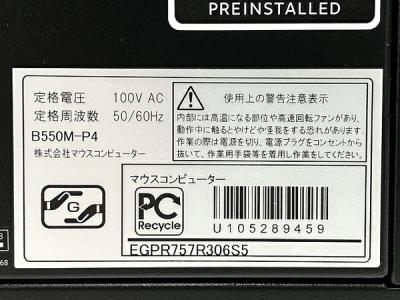 PREINSTALLED
定格電圧 100V AC
定格周波数 50/60Hz
B550M-P4
株式会社マウスコンピューター
使用上の警告注意表示
内部には高温になる部位や高速回転ファンがあり、
動作中に触るとやけどや怪我をする恐れがあります。
作業の際は電源を切り、電源プラグをコンセントから
抜いて、作業用手袋等を着用し作業をしてください。
G
マウスコンピューター
PC
Recycle
U105289459
EGPR757R306S5
68